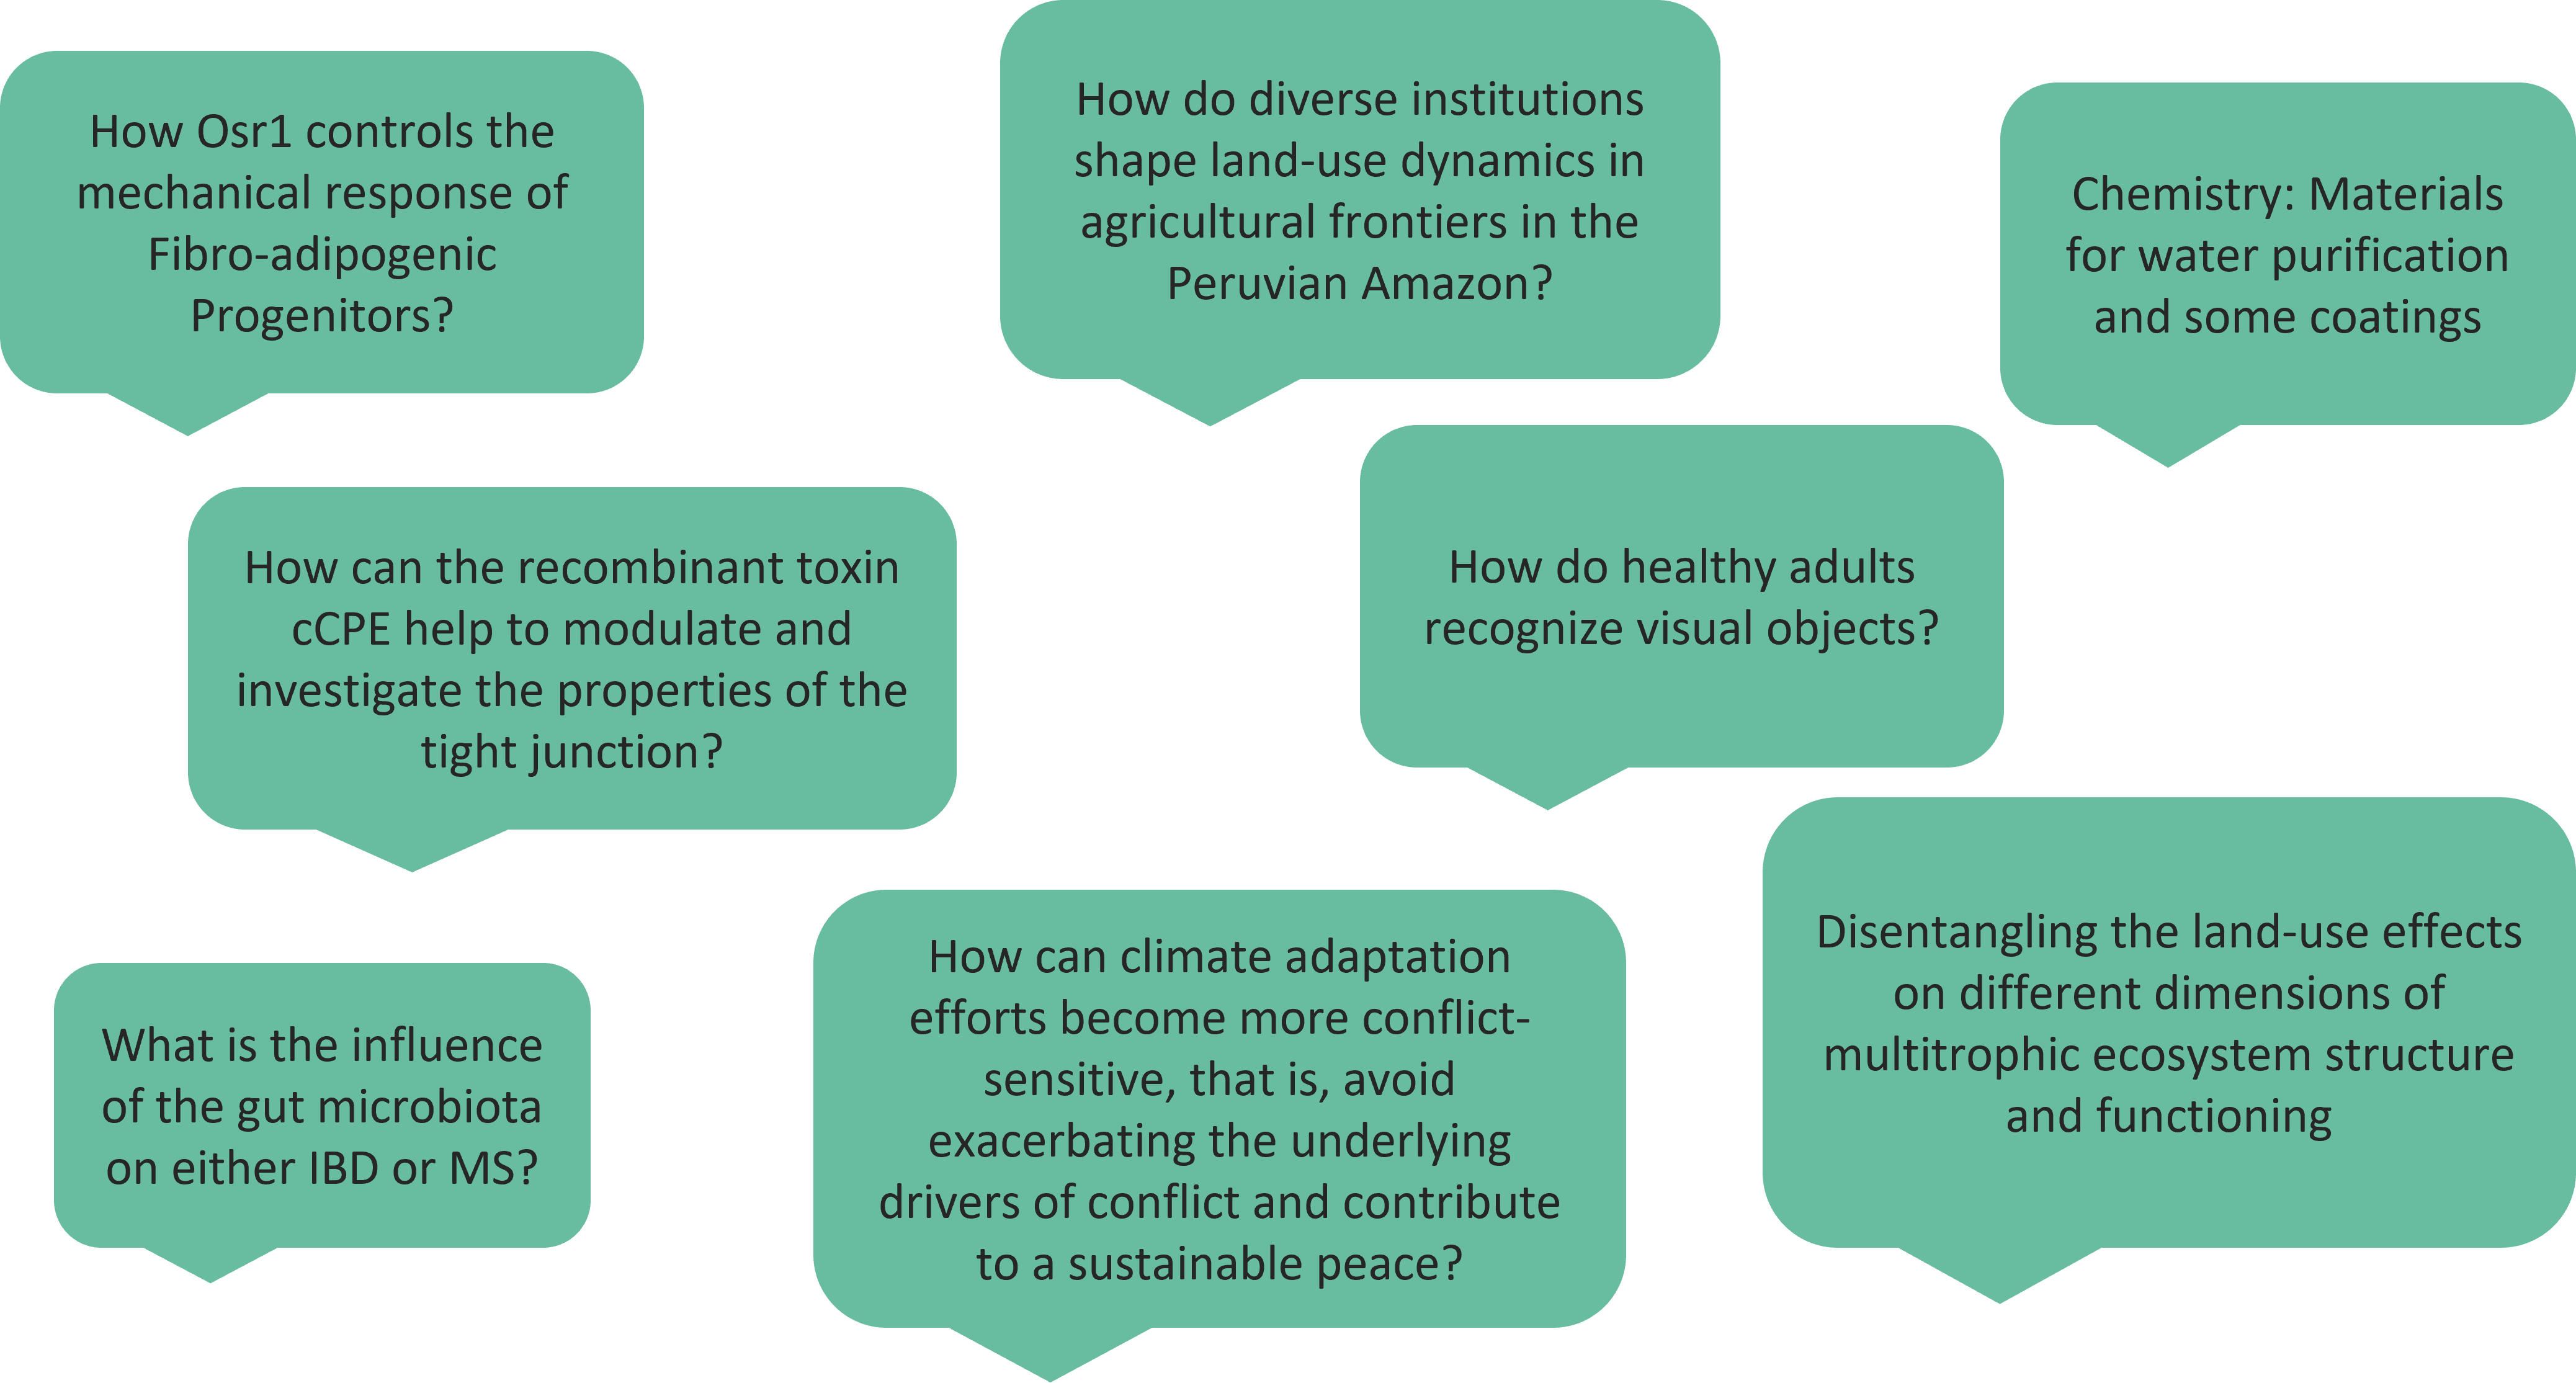 How Osr1 controls the
mechanical response of
Fibro-adipogenic
Progenitors?
How do diverse institutions
shape land-use dynamics in
agricultural frontiers in the
Peruvian Amazon?
Chemistry: Materials
for water purification
and some coatings
How can the recombinant toxin
cCPE help to modulate and
investigate the properties of the
tight junction?
How do healthy adults
recognize visual objects?
What is the influence
of the gut microbiota
on either IBD or MS?
How can climate adaptation
efforts become more conflict-
sensitive, that is, avoid
exacerbating the underlying
drivers of conflict and contribute
to a sustainable peace?
Disentangling the land-use effects
on different dimensions of
multitrophic ecosystem structure
and functioning